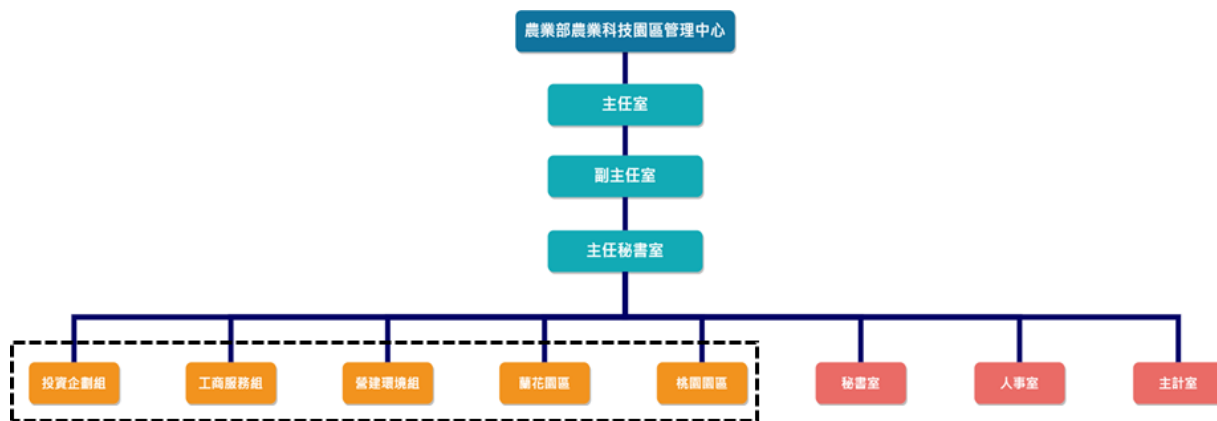 農業部農業科技園區管理中心
主任室
副主任室
主任秘書室
投資企劃組
工商服務組
營建環境組
蘭花園區
桃園園區
秘書室
人事室
主計室